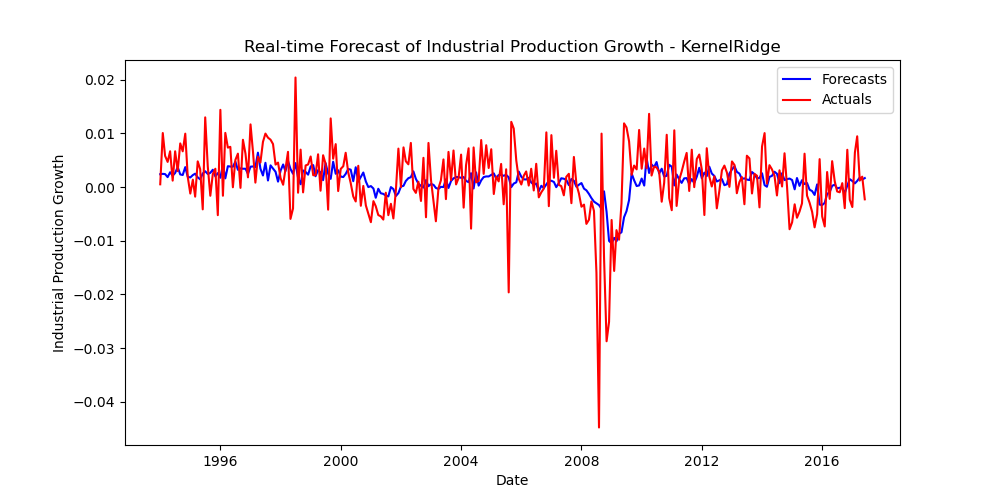 Real-time Forecast of Industrial Production Growth - KernelRidge
Forecasts
Actuals
0.02
0.01
0.00
−0.01
−0.02
−0.03
−0.04
Industrial Production Growth
1996
2000
2004
2008
2012
2016
Date